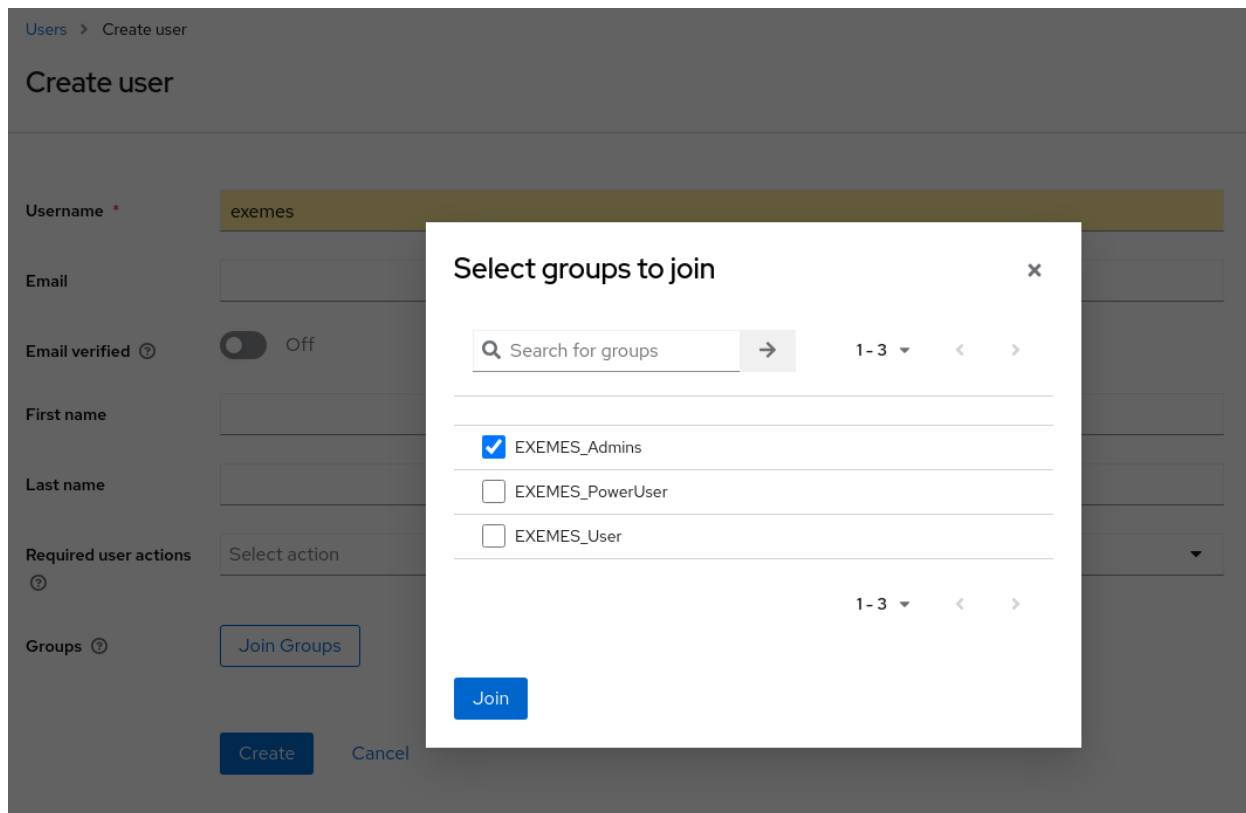 Users > Create user
Create user
Username *
exemes
Email
Email verified
Off
First name
Last name
Required user actions
Select action
Groups
Join Groups
Create
Cancel
Select groups to join
Search for groups
1 - 3
EXEMES_Admins
EXEMES_PowerUser
EXEMES_User
1 - 3
Join